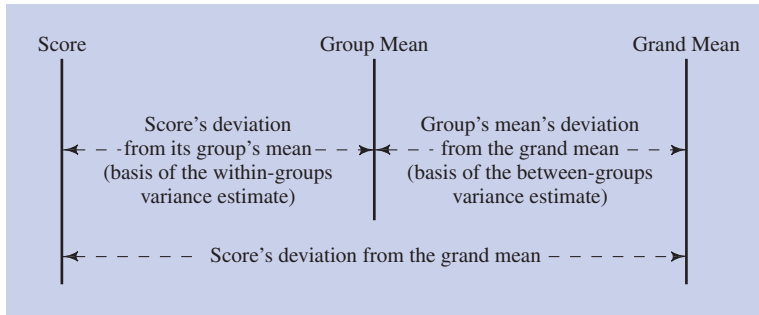 Score Group Mean Grand Mean
Score's deviation
from its group's mean
(basis of the within-groups
variance estimate)
Group's mean's deviation
from the grand mean
(basis of the between-groups
variance estimate)
Score's deviation from the grand mean